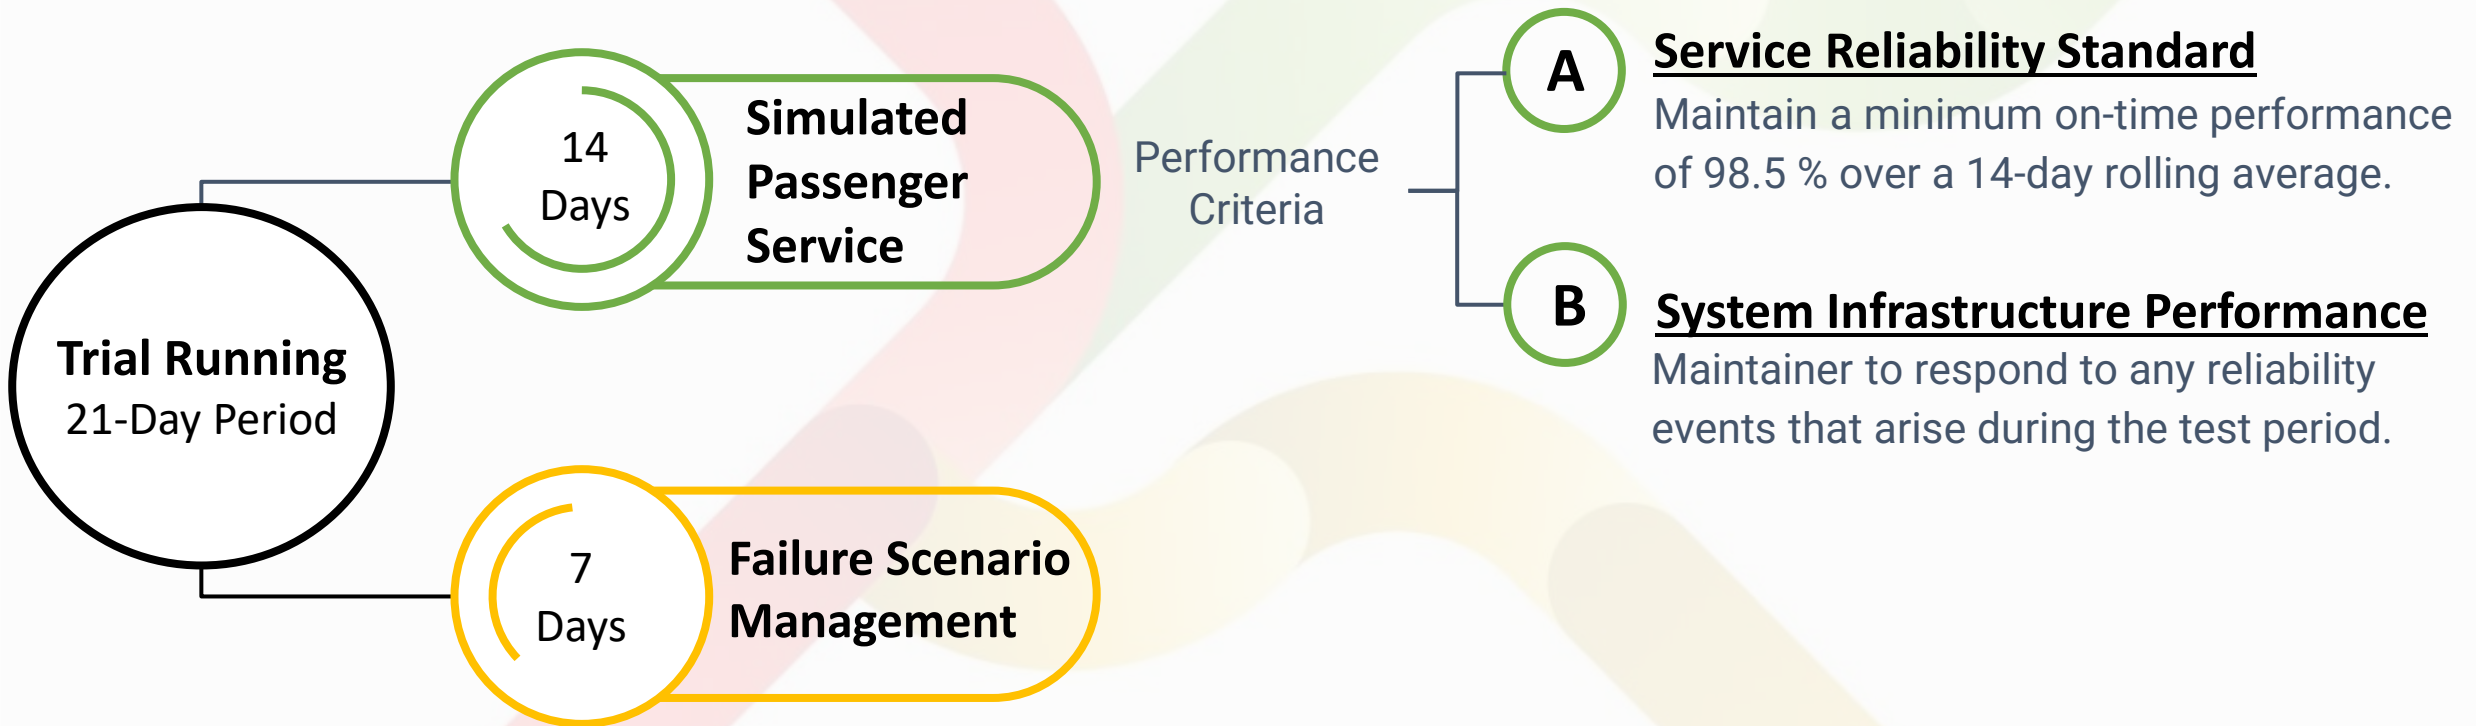 Trial Running
21-Day Period
14
Days
Simulated
Passenger
Service
Performance
Criteria
A
Service Reliability Standard
Maintain a minimum on-time performance
of 98.5 % over a 14-day rolling average.
B
System Infrastructure Performance
Maintainer to respond to any reliability
events that arise during the test period.
7
Days
Failure Scenario
Management